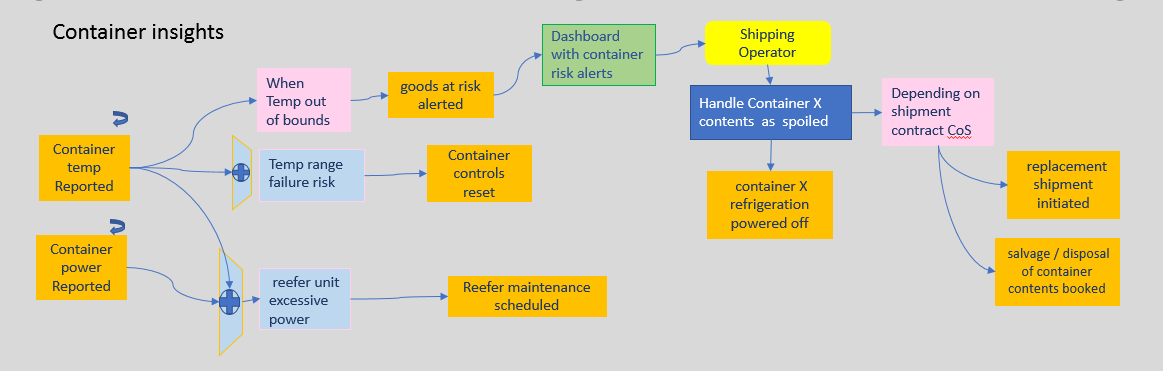 Container insights
Dashboard
with container
risk alerts
Shipping
Operator
When
Temp out
of bounds
goods at risk
alerted
Handle Container X
contents  as  spoiled
Depending on
shipment
contract CoS
Container
temp
Reported
Temp range
failure risk
Container
controls
reset
container X
refrigeration
powered off
replacement
shipment
initiated
Container
power
Reported
reefer unit
excessive
power
Reefer maintenance
scheduled
salvage / disposal
of container
contents booked